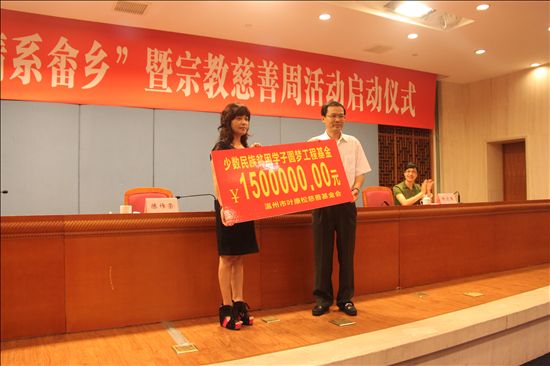 情系畲乡”暨宗教慈善周活动启动仪式
少数民族贫困学子圆梦工程基金
￥1500000.00元
温州市叶康松慈善基金会